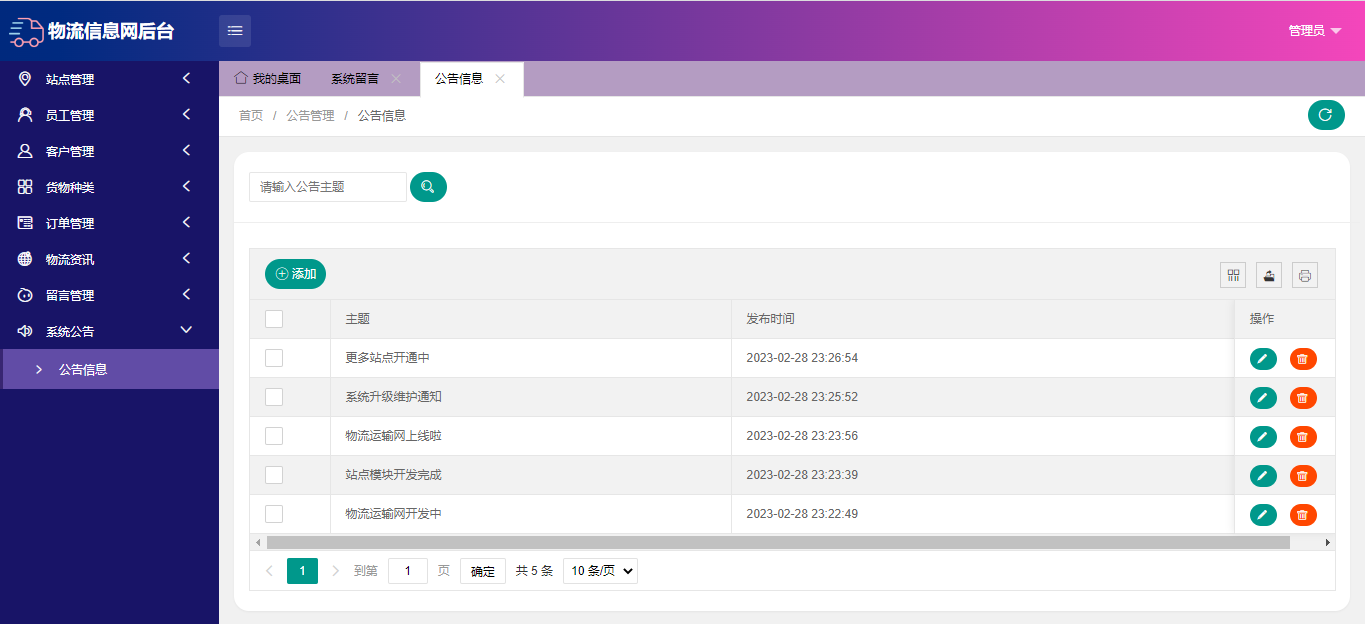 物流信息网后台
管理员
站点管理
员工管理
客户管理
货物种类
订单管理
物流资讯
留言管理
系统公告
公告信息
我的桌面 系统留言 公告信息
首页 / 公告管理 / 公告信息
请输入公告主题
添加
主题 发布时间 操作
更多站点开通中 2023-02-28 23:26:54
系统升级维护通知 2023-02-28 23:25:52
物流运输网上线啦 2023-02-28 23:23:56
站点模块开发完成 2023-02-28 23:23:39
物流运输网开发中 2023-02-28 23:22:49
1 到第 1 页 确定 共 5 条 10 条/页